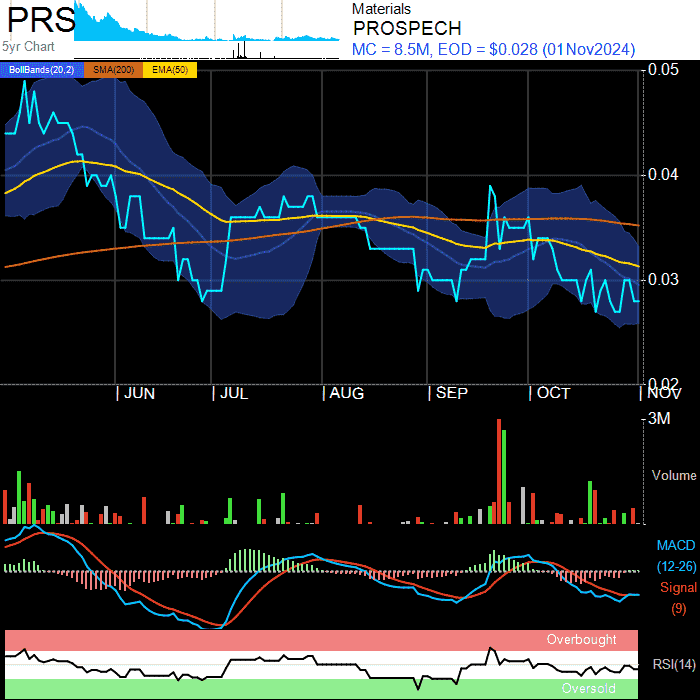 PRS
5yr Chart
Materials
PROSPECH
MC = 8.5M, EOD = $0.028 (01Nov2024)
BollBands(20,2) SMA(200) EMA(50)
0.05
0.04
0.03
0.02
JUN JUL AUG SEP OCT NOV
3M
Volume
MACD
(12-26)
Signal
(9)
Overbought
RSI(14)
Oversold